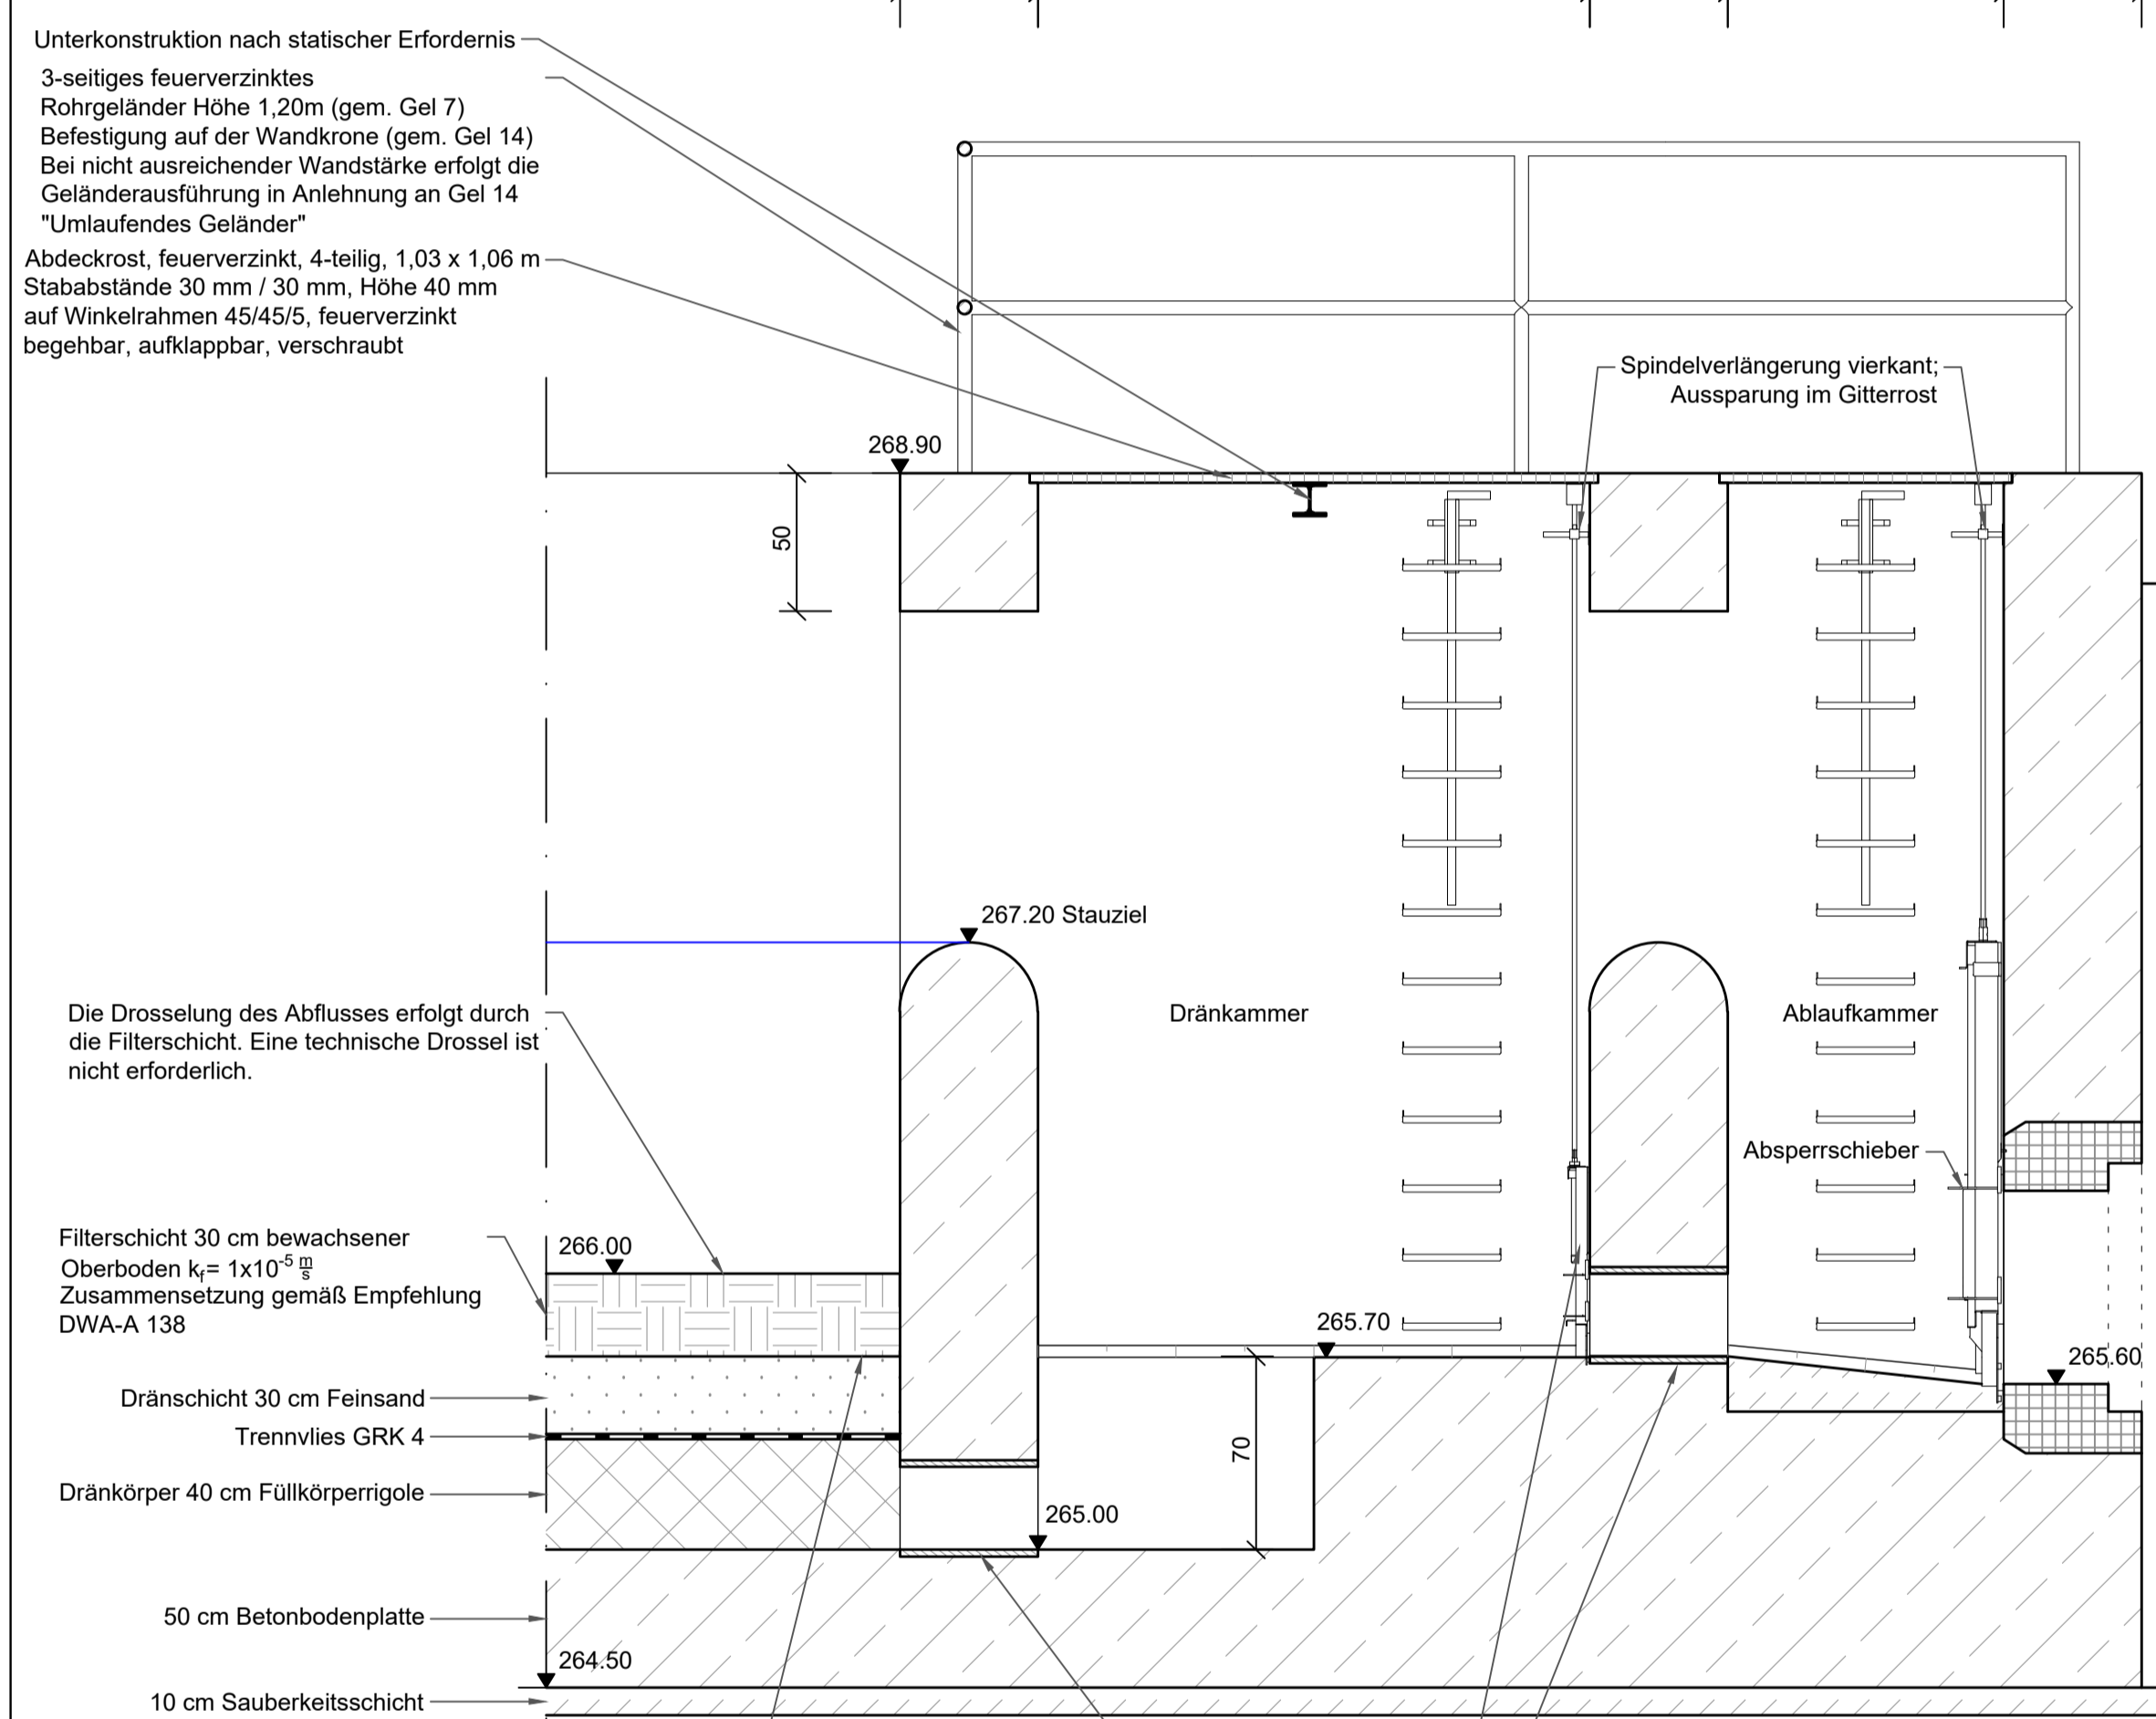 Unterkonstruktion nach statischer Erfordernis
3-seitiges feuerverzinktes
Rohrgeländer Höhe 1,20m (gem. Gel 7)
Befestigung auf der Wandkrone (gem. Gel 14)
Bei nicht ausreichender Wandstärke erfolgt die
Geländerausführung in Anlehnung an Gel 14
"Umlaufendes Geländer"
Abdeckrost, feuerverzinkt, 4-teilig, 1,03 x 1,06 m
Stababstände 30 mm / 30 mm, Höhe 40 mm
auf Winkelrahmen 45/45/5, feuerverzinkt
begehbar, aufklappbar, verschraubt
Spindelverlängerung vierkant;
Aussparung im Gitterrost
268.90
50
267.20 Stauziel
Die Drosselung des Abflusses erfolgt durch
die Filterschicht. Eine technische Drossel ist
nicht erforderlich.
Dränkammer
Ablaufkammer
Absperrschieber
Filterschicht 30 cm bewachsener
Oberboden kf= 1x10-5 m/s
Zusammensetzung gemäß Empfehlung
DWA-A 138
266.00
265.70
265.60
Dränschicht 30 cm Feinsand
Trennvlies GRK 4
70
Dränkörper 40 cm Füllkörperrigole
265.00
50 cm Betonbodenplatte
264.50
10 cm Sauberkeitsschicht